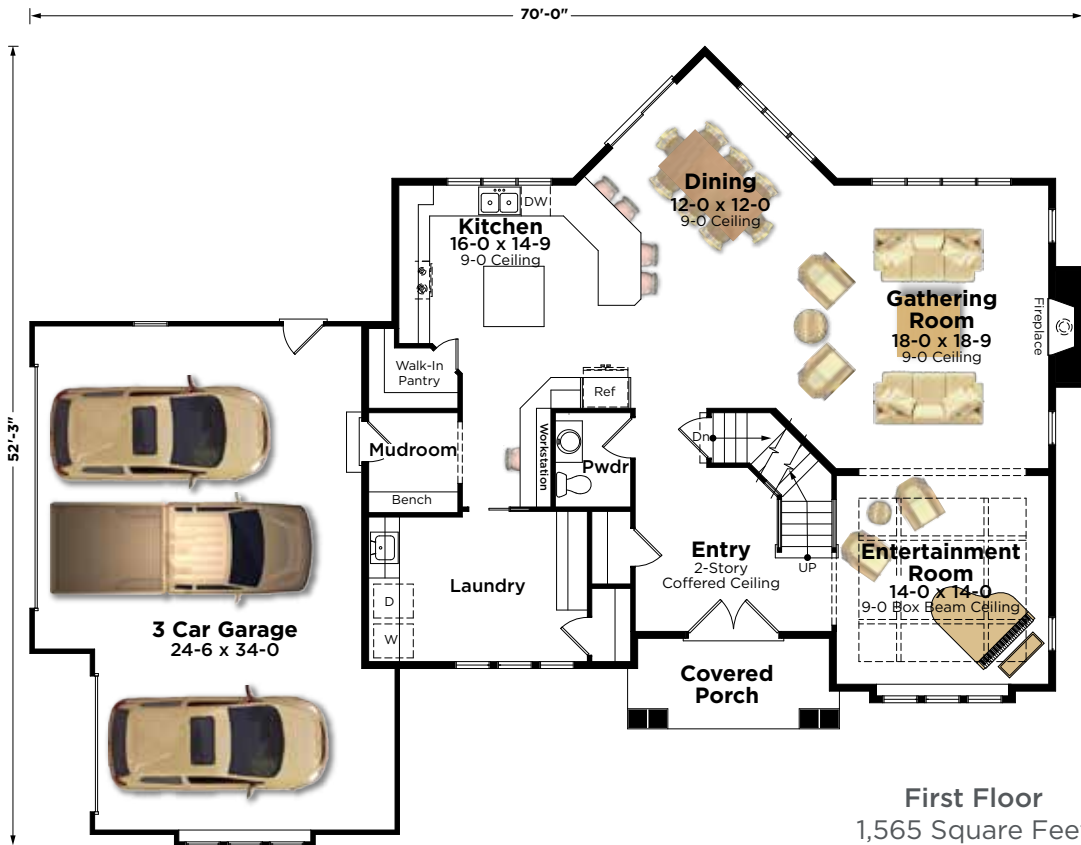 70'-0"
52'-3"
Dining
12-0 x 12-0
9-0 Ceiling
DW
Kitchen
16-0 x 14-9
9-0 Ceiling
Gathering
Room
18-0 x 18-9
9-0 Ceiling
Fireplace
Walk-In
Pantry
Ref
Mudroom
Bench
Workstation
Pwdr
Dn
UP
Entry
2-Story
Coffered Ceiling
Entertainment
Room
14-0 x 14-0
9-0 Box Beam Ceiling
Laundry
D
W
3 Car Garage
24-6 x 34-0
Covered
Porch
First Floor
1,565 Square Feet